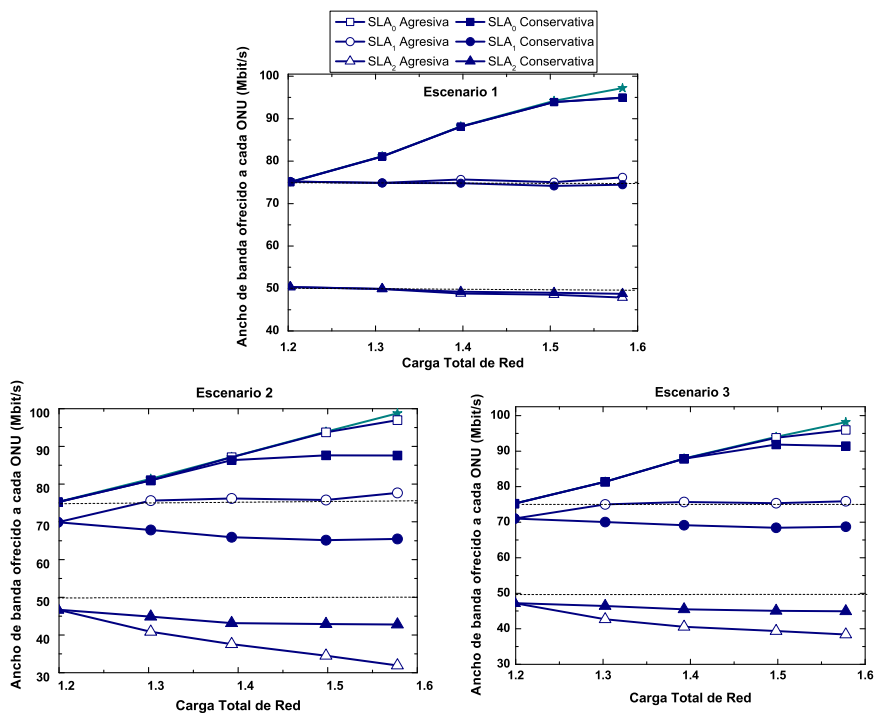 SLA0 Agresiva SLA0 Conservativa
SLA1 Agresiva SLA1 Conservativa
SLA2 Agresiva SLA2 Conservativa
Escenario 1
Ancho de banda ofrecido a cada ONU (Mbit/s)
100
90
80
70
60
50
40
1.2 1.3 1.4 1.5 1.6
Carga Total de Red
Escenario 2
Ancho de banda ofrecido a cada ONU (Mbit/s)
100
90
80
70
60
50
40
30
1.2 1.3 1.4 1.5 1.6
Carga Total de Red
Escenario 3
Ancho de banda ofrecido a cada ONU (Mbit/s)
100
90
80
70
60
50
40
30
1.2 1.3 1.4 1.5 1.6
Carga Total de Red